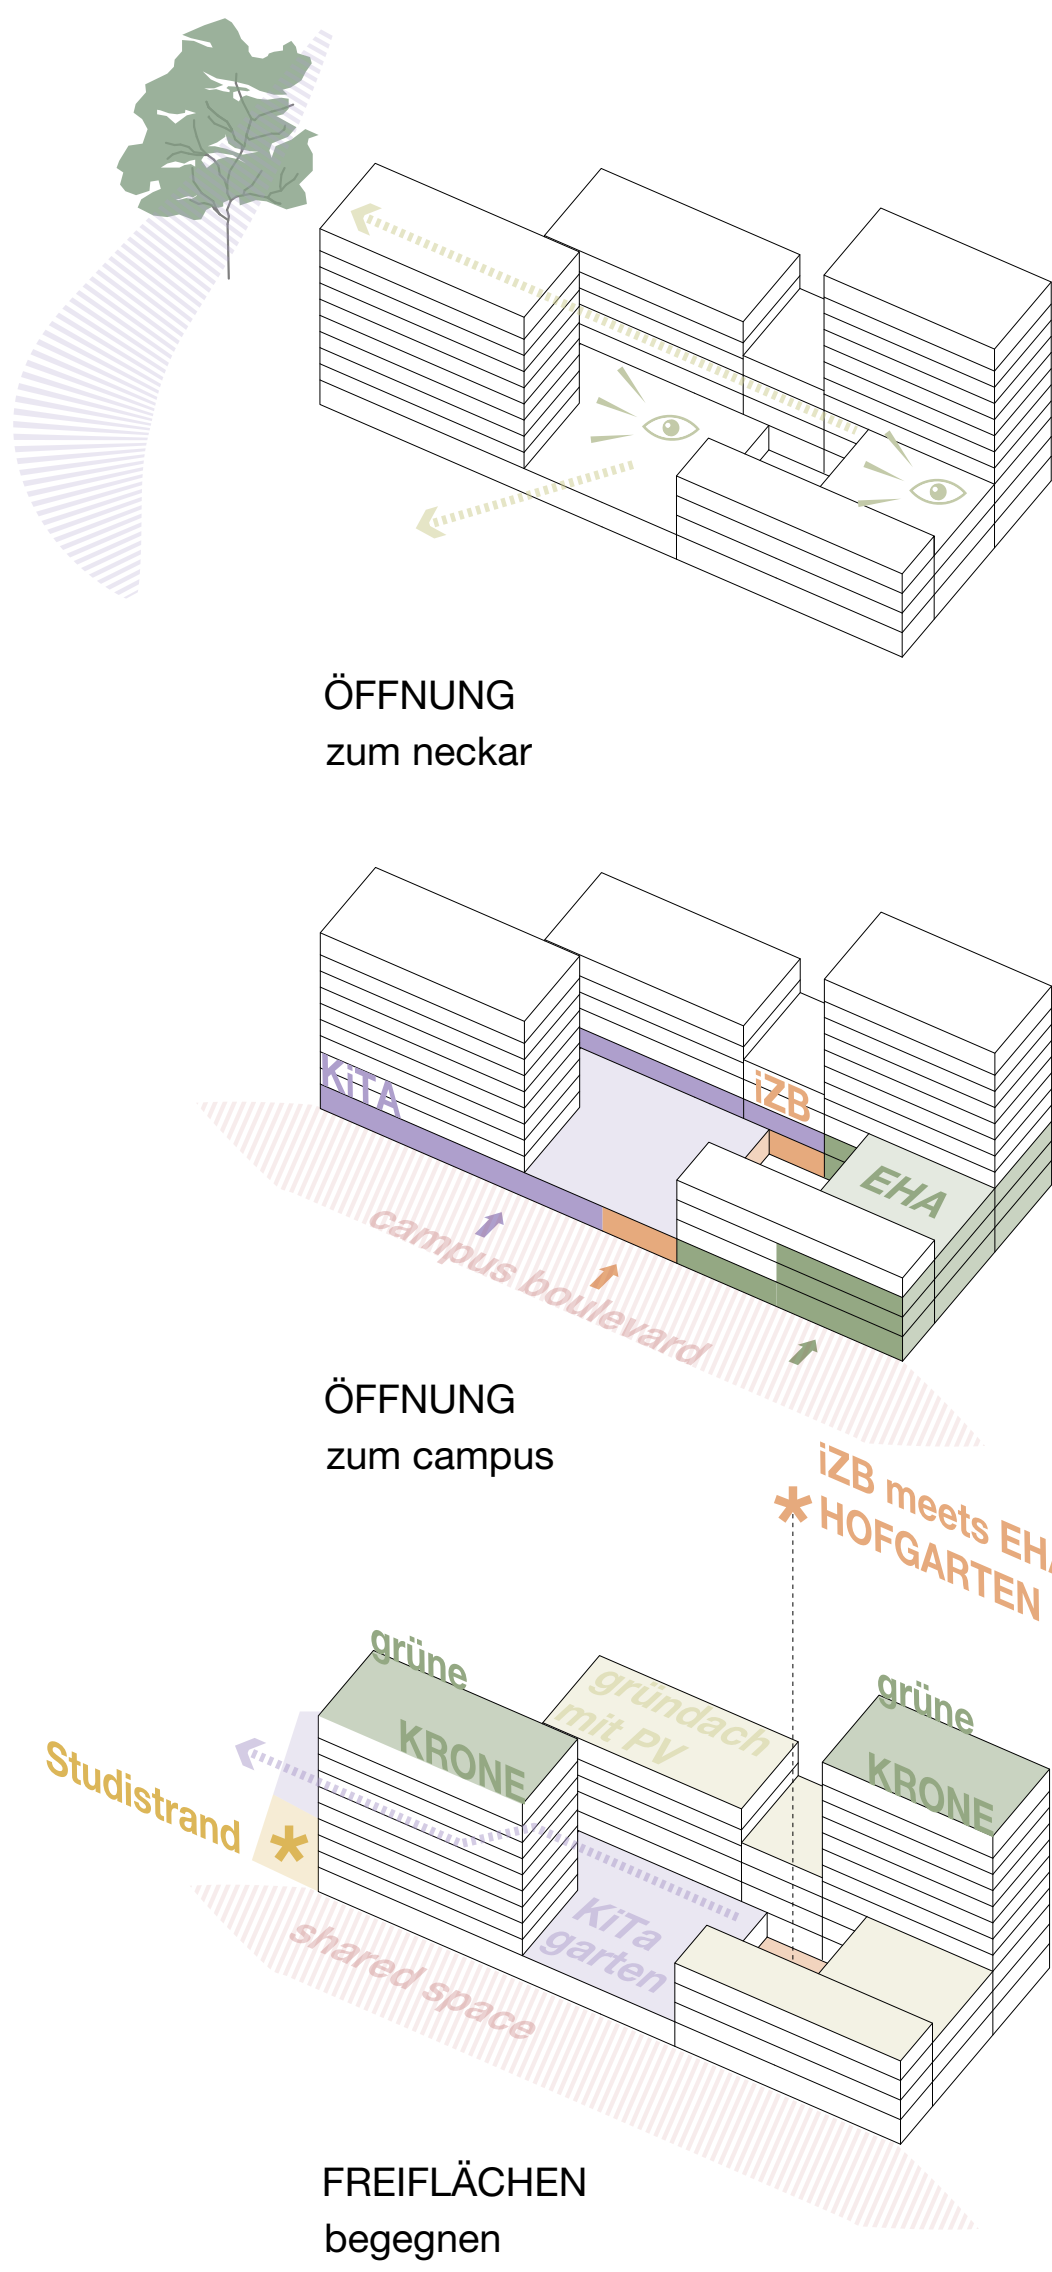 ÖFFNUNG
zum neckar
KiTA
iZB
EHA
campus boulevard
ÖFFNUNG
zum campus
iZB meets EHA
HOFGARTEN
grüne
KRONE
gründach
mit PV
grüne
KRONE
Studistrand *
KiTa
garten
shared space
FREIFLÄCHEN
begegnen